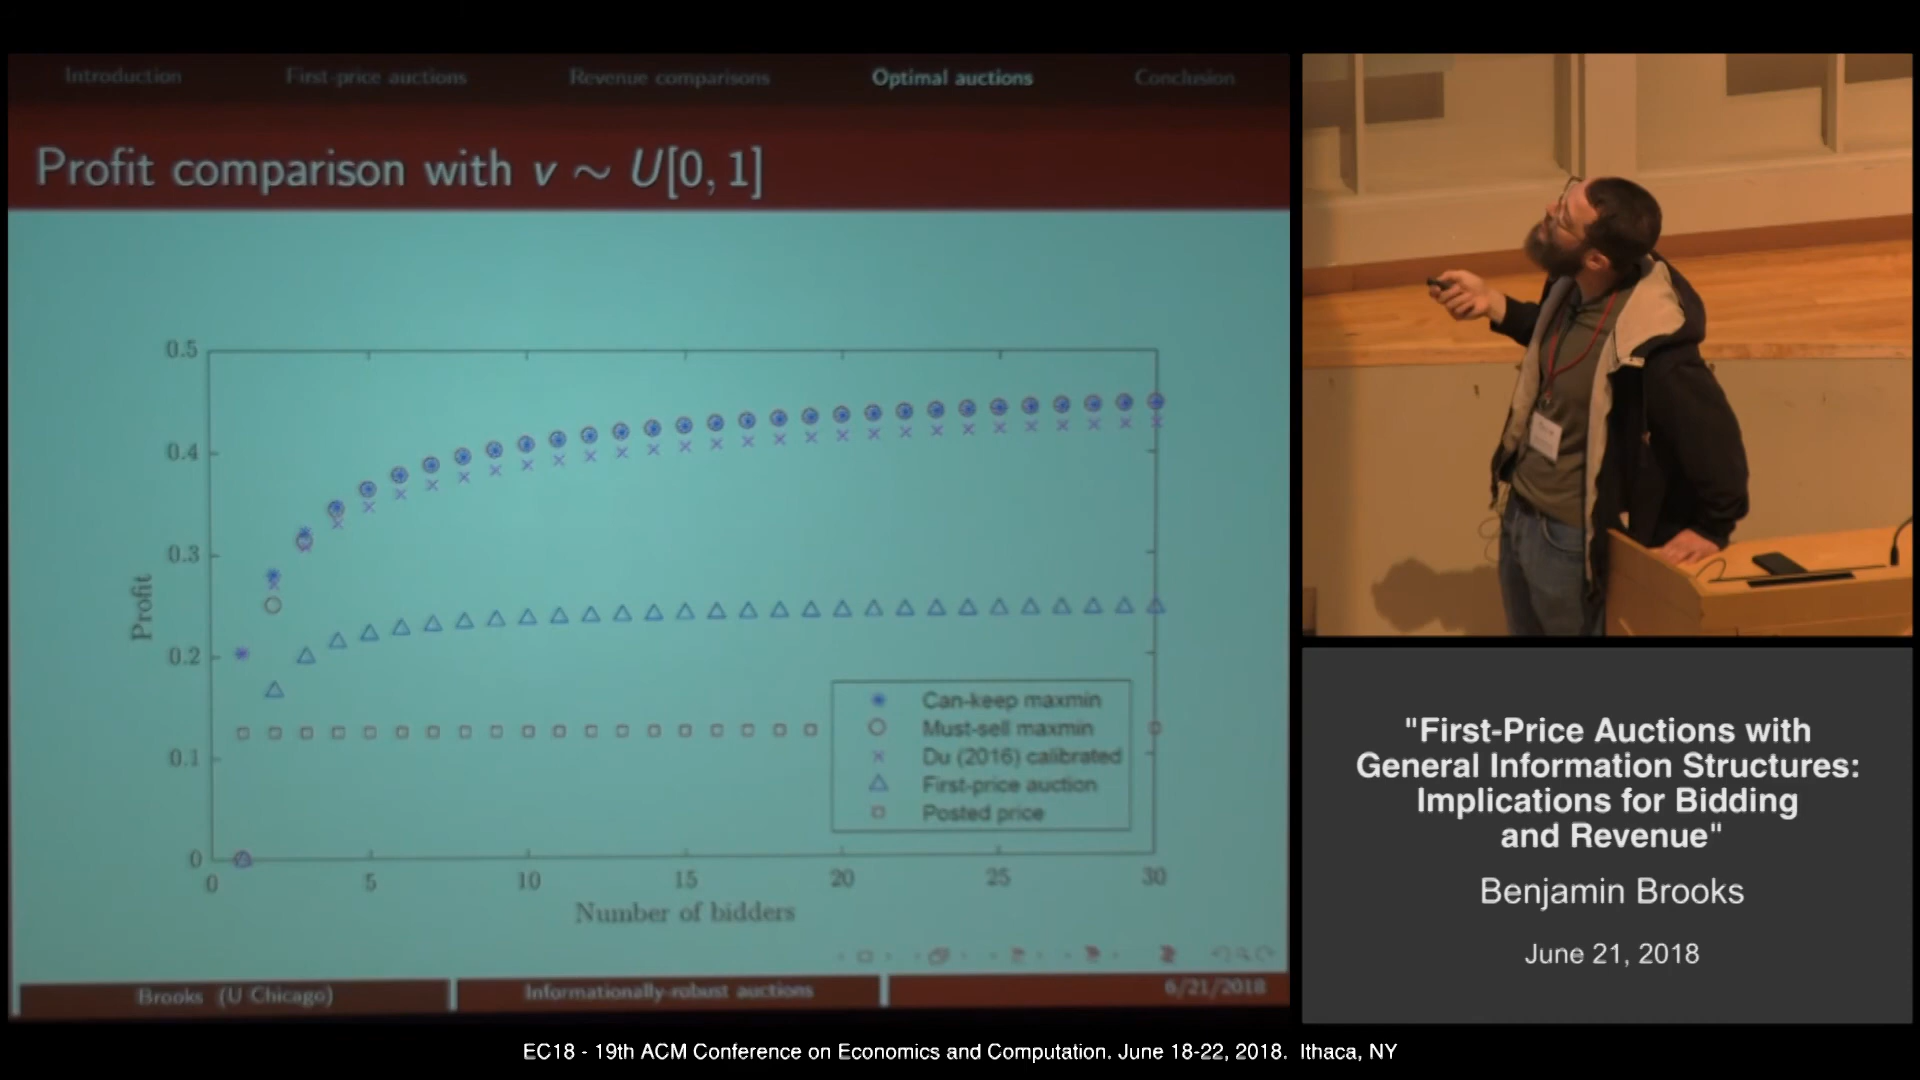 Introduction First-price auctions Revenue comparisons Optimal auctions Conclusion
Profit comparison with v ~ U[0, 1]
0.5
0.4
0.3
0.2
0.1
0
Profit
0 5 10 15 20 25 30
Number of bidders
Can-keep maxmin
Must-sell maxmin
Du (2016) calibrated
First-price auction
Posted price
Brooks (U Chicago) Informationally-robust auctions 6/21/2018
"First-Price Auctions with
General Information Structures:
Implications for Bidding
and Revenue"
Benjamin Brooks
June 21, 2018
EC18 - 19th ACM Conference on Economics and Computation. June 18-22, 2018. Ithaca, NY